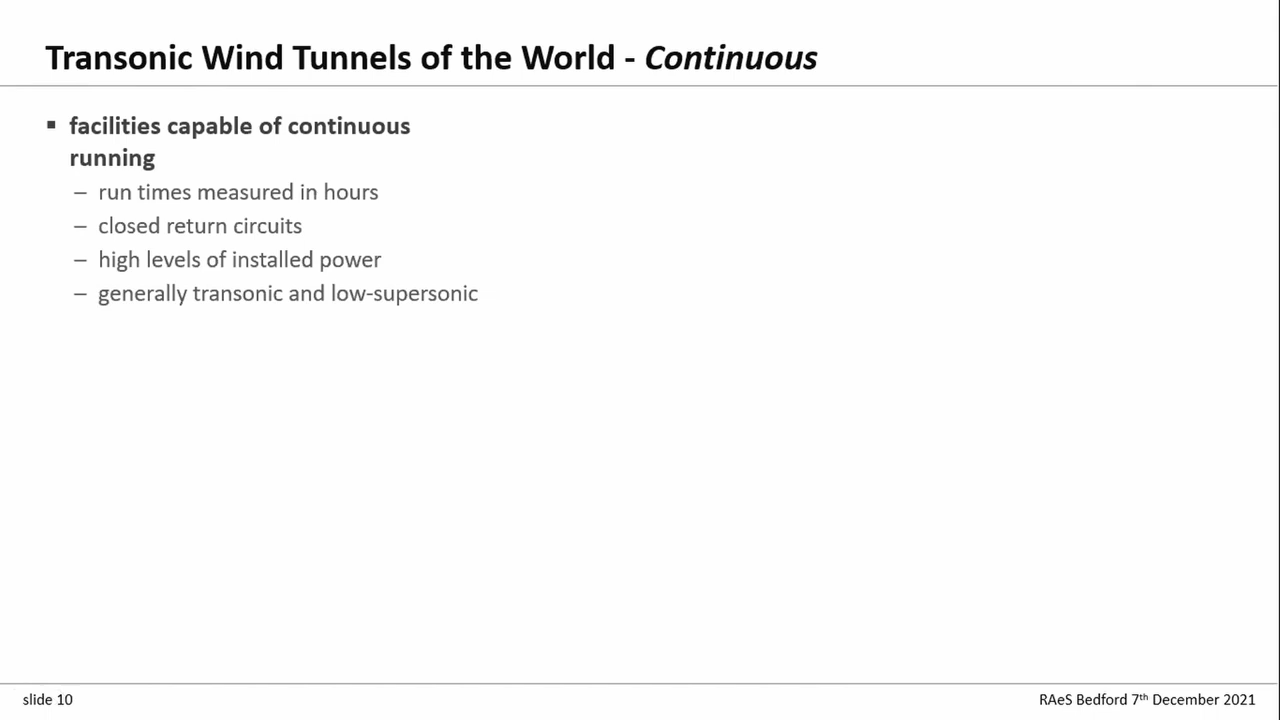 Transonic Wind Tunnels of the World - Continuous
▪ facilities capable of continuous
running
– run times measured in hours
– closed return circuits
– high levels of installed power
– generally transonic and low-supersonic
slide 10
RAeS Bedford 7th December 2021